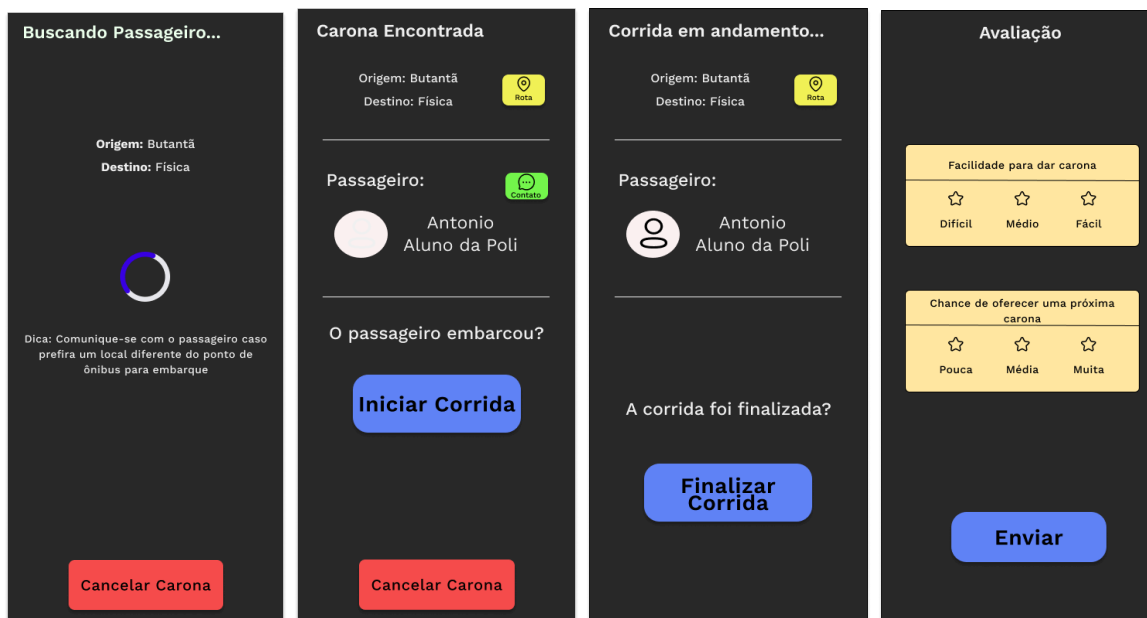 Buscando Passageiro...
Origem: Butantã
Destino: Física
Dica: Comunique-se com o passageiro caso
prefira um local diferente do ponto de
ônibus para embarque
Cancelar Carona
Carona Encontrada
Origem: Butantã
Destino: Física
Rota
Passageiro:
Contato
Antonio
Aluno da Poli
O passageiro embarcou?
Iniciar Corrida
Cancelar Carona
Corrida em andamento...
Origem: Butantã
Destino: Física
Rota
Passageiro:
Antonio
Aluno da Poli
A corrida foi finalizada?
Finalizar
Corrida
Avaliação
Facilidade para dar carona
Difícil Médio Fácil
Chance de oferecer uma próxima
carona
Pouca Média Muita
Enviar